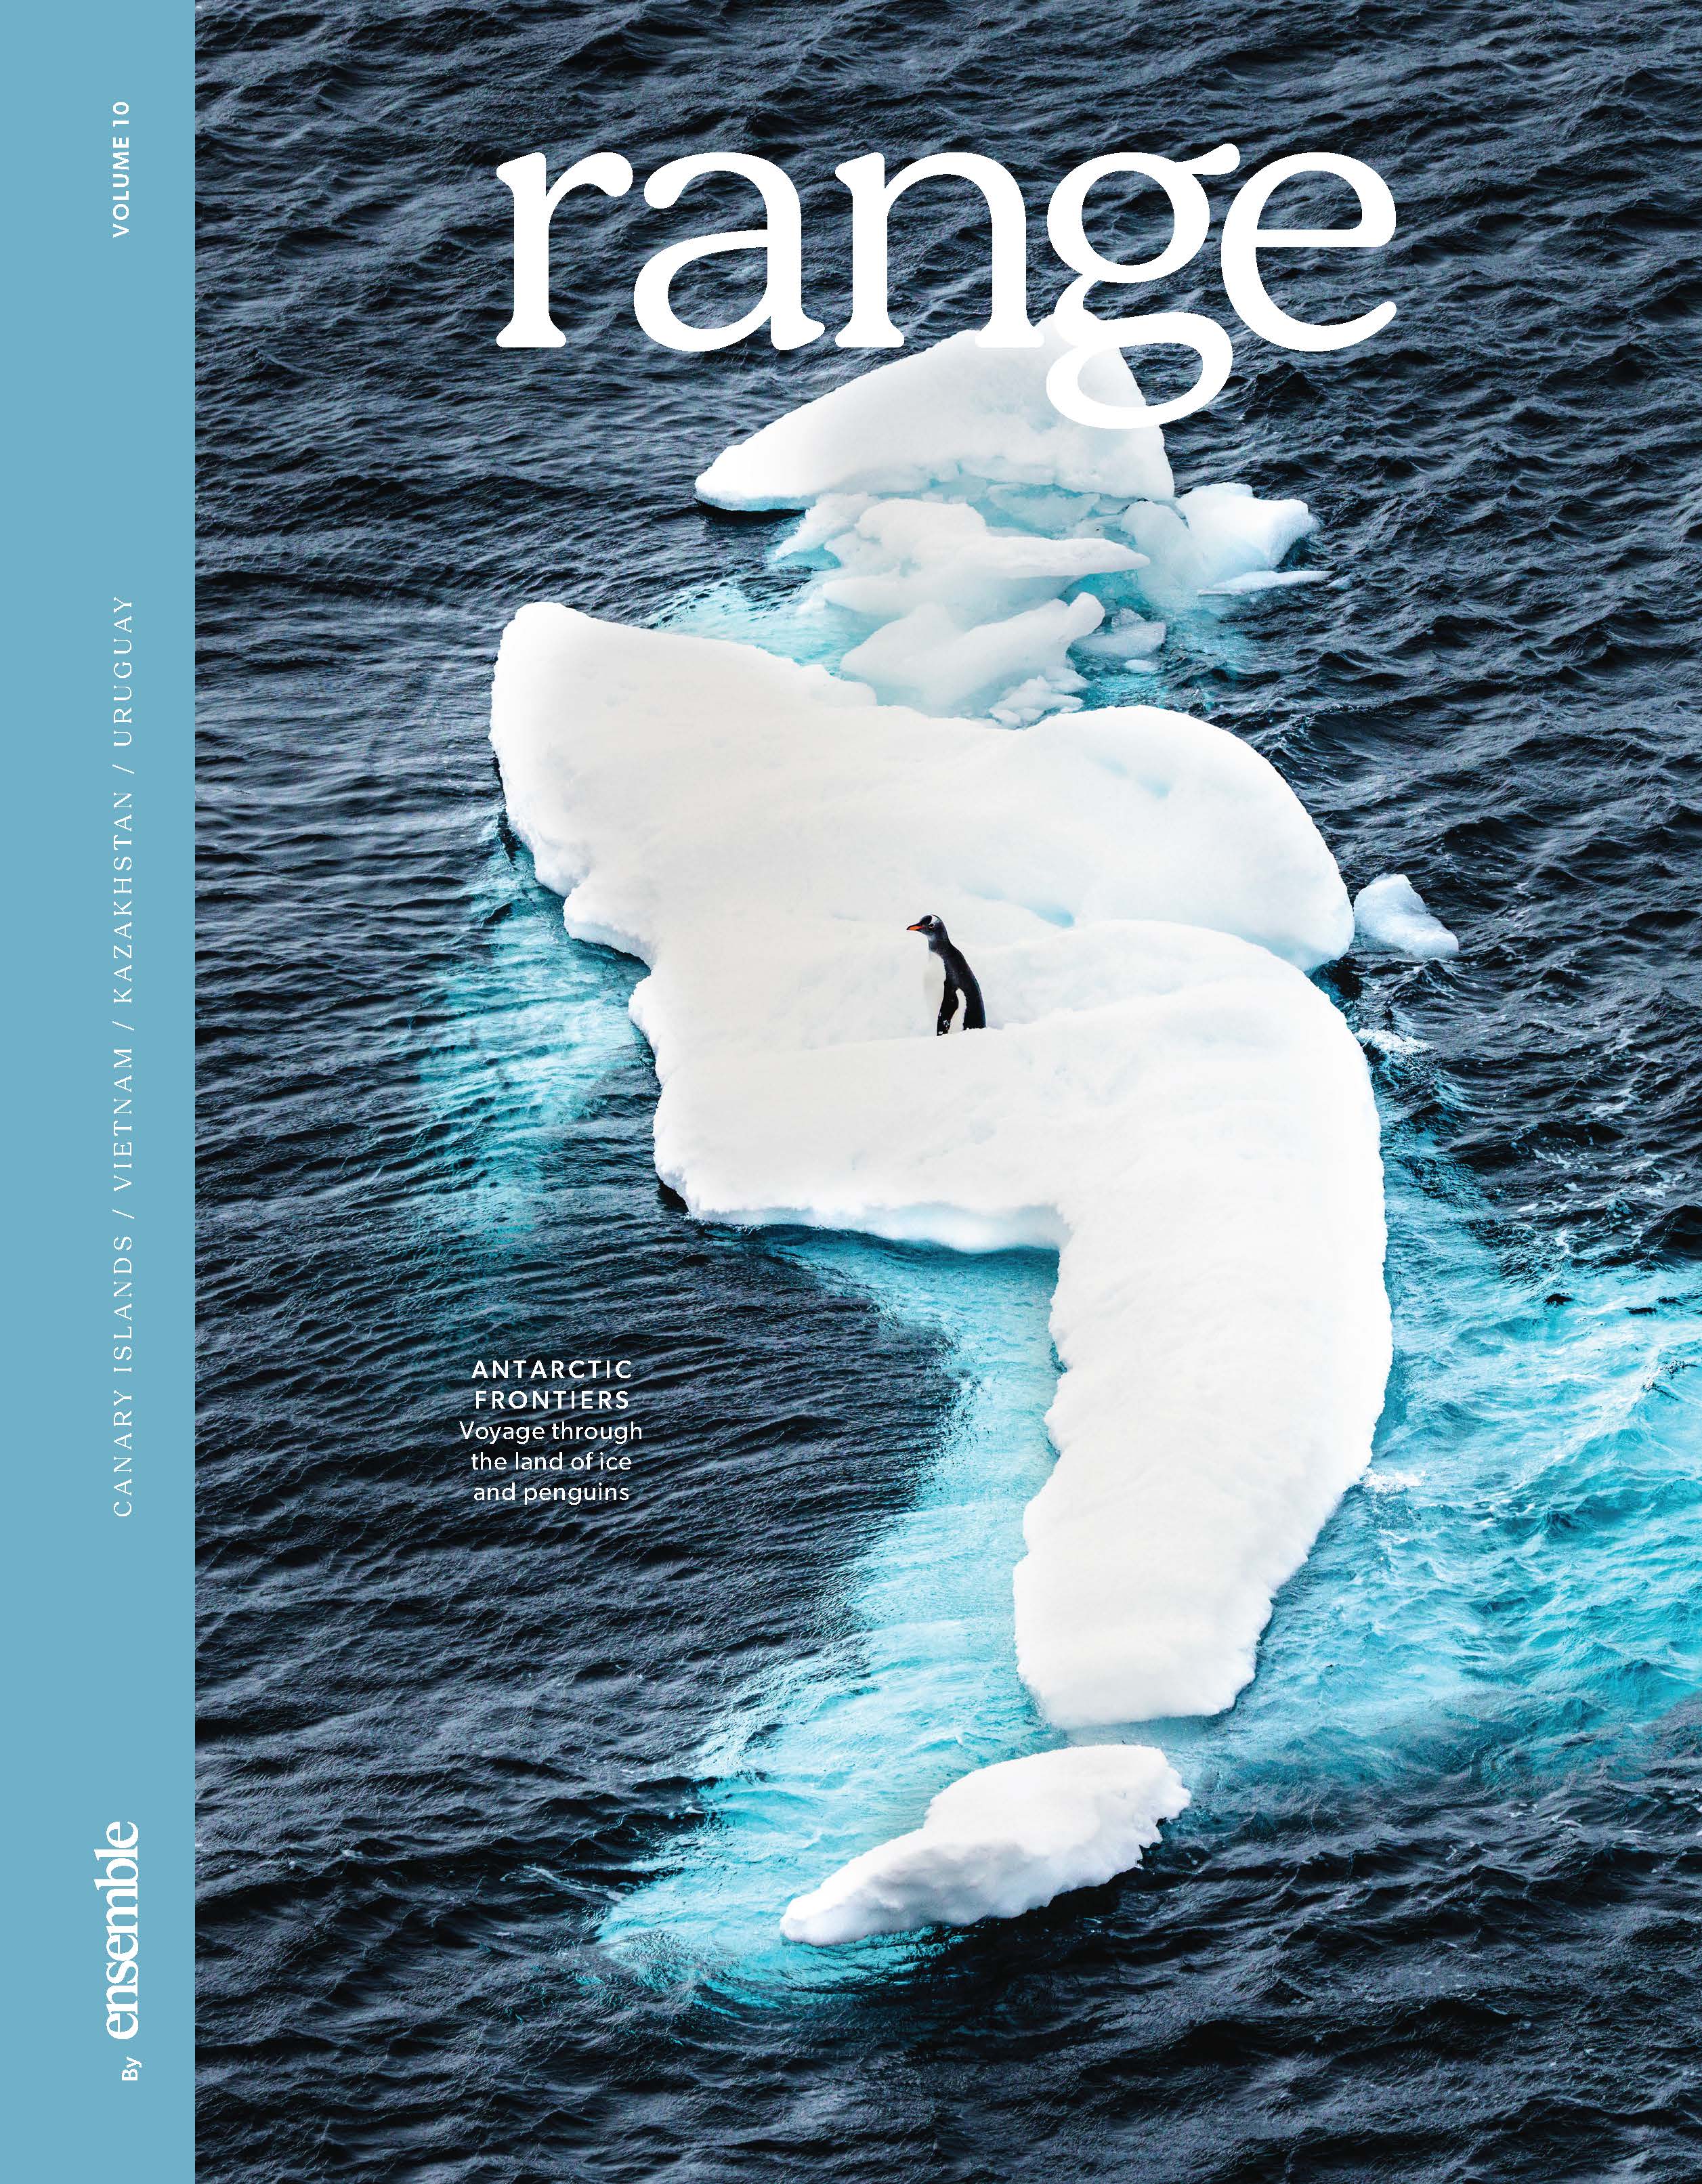 VOLUME 10
CANARY ISLANDS / VIETNAM / KAZAKHSTAN / URUGUAY
By ensemble
range
ANTARCTIC
FRONTIERS
Voyage through
the land of ice
and penguins